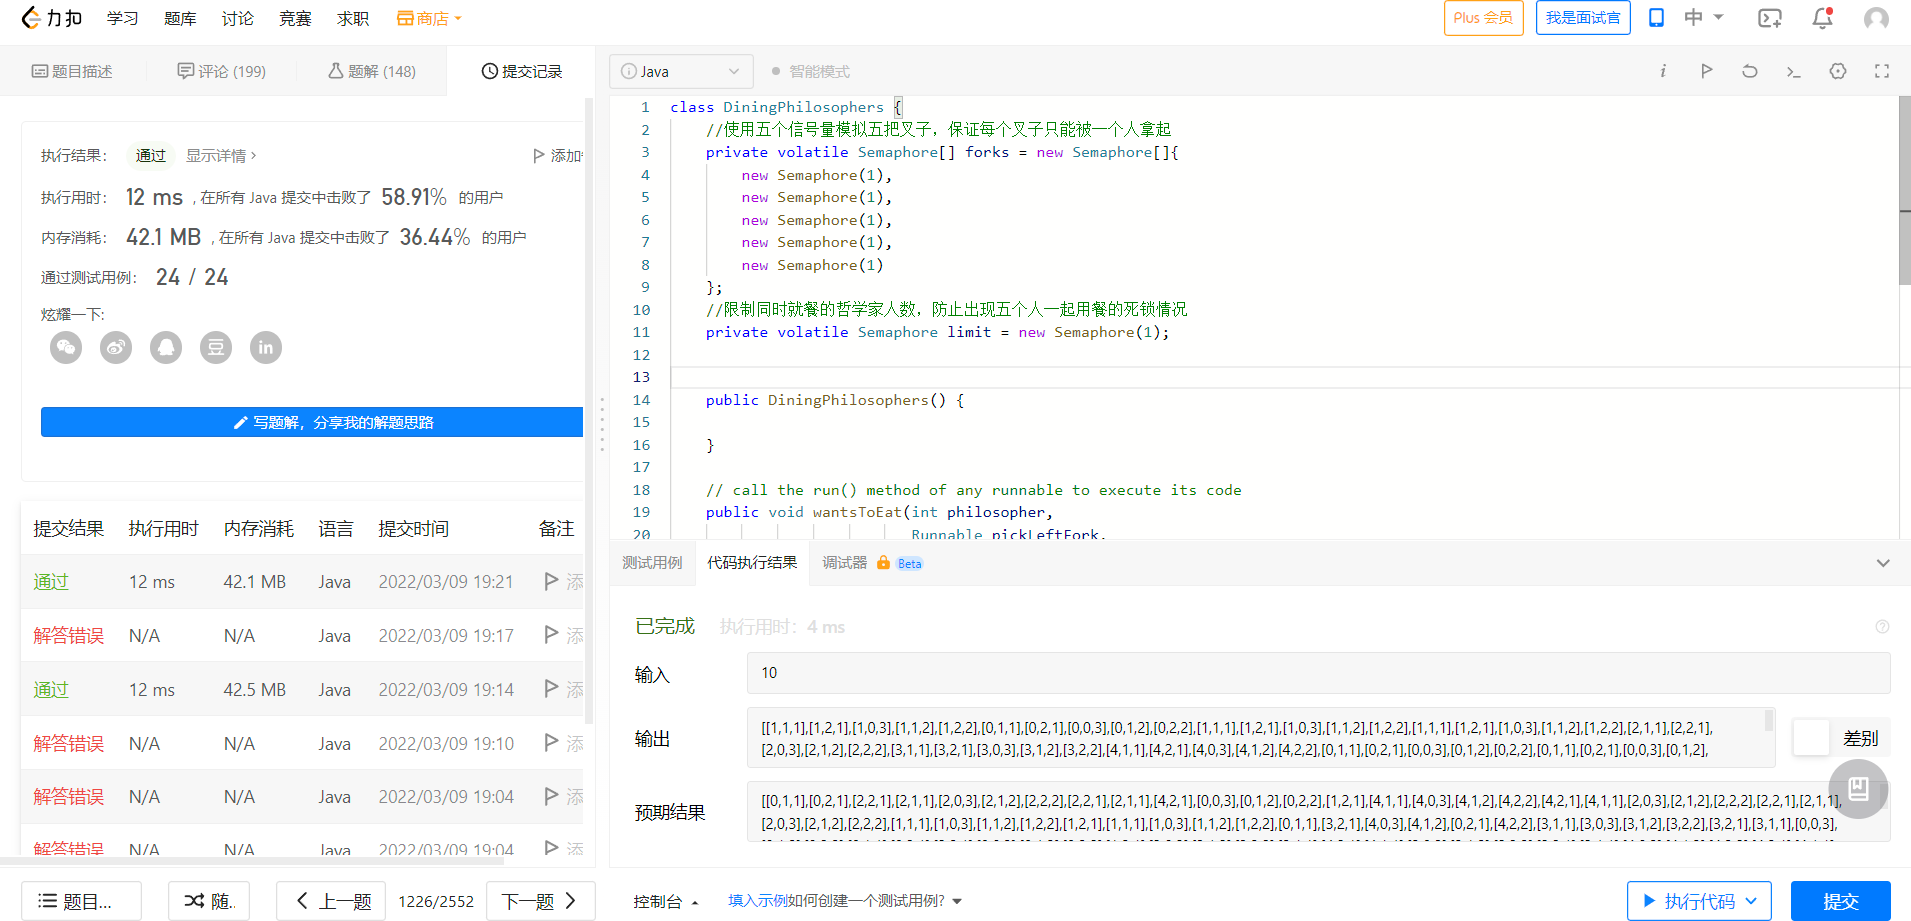 力扣 学习 题库 讨论 竞赛 求职 商店 Plus 会员 我是面试官 中
题目描述 评论 (199) 题解 (148) 提交记录
执行结果： 通过 显示详情 > 添加
执行用时： 12 ms , 在所有 Java 提交中击败了 58.91% 的用户
内存消耗： 42.1 MB , 在所有 Java 提交中击败了 36.44% 的用户
通过测试用例： 24 / 24
炫耀一下:
豆 in
写题解，分享我的解题思路
提交结果 执行用时 内存消耗 语言 提交时间 备注
通过 12 ms 42.1 MB Java 2022/03/09 19:21 添
解答错误 N/A N/A Java 2022/03/09 19:17 添
通过 12 ms 42.5 MB Java 2022/03/09 19:14 添
解答错误 N/A N/A Java 2022/03/09 19:10 添
解答错误 N/A N/A Java 2022/03/09 19:04 添
解答错误 N/A N/A Java 2022/03/09 19:04 添
题目... 随.. 上一题 1226/2552 下一题
Java 智能模式
1 class DiningPhilosophers {
2 //使用五个信号量模拟五把叉子，保证每个叉子只能被一个人拿起
3 private volatile Semaphore[] forks = new Semaphore[]{
4 new Semaphore(1),
5 new Semaphore(1),
6 new Semaphore(1),
7 new Semaphore(1),
8 new Semaphore(1)
9 };
10 //限制同时就餐的哲学家人数，防止出现五个人一起用餐的死锁情况
11 private volatile Semaphore limit = new Semaphore(1);
12
13
14 public DiningPhilosophers() {
15
16 }
17
18 // call the run() method of any runnable to execute its code
19 public void wantsToEat(int philosopher,
20 Runnable pickLeftFork,
测试用例 代码执行结果 调试器 Beta
已完成 执行用时：4 ms
输入 10
输出
[[1,1,1],[1,2,1],[1,0,3],[1,1,2],[1,2,2],[0,1,1],[0,2,1],[0,0,3],[0,1,2],[0,2,2],[1,1,1],[1,2,1],[1,0,3],[1,1,2],[1,2,2],[1,1,1],[1,2,1],[1,0,3],[1,1,2],[1,2,2],[2,1,1],[2,2,1],
[2,0,3],[2,1,2],[2,2,2],[3,1,1],[3,2,1],[3,0,3],[3,1,2],[3,2,2],[4,1,1],[4,2,1],[4,0,3],[4,1,2],[4,2,2],[0,1,1],[0,2,1],[0,0,3],[0,1,2],[0,2,2],[0,1,1],[0,2,1],[0,0,3],[0,1,2],
差别
预期结果
[[0,1,1],[0,2,1],[2,2,1],[2,1,1],[2,0,3],[2,1,2],[2,2,2],[2,2,1],[2,1,1],[4,2,1],[0,0,3],[0,1,2],[0,2,2],[1,2,1],[4,1,1],[4,0,3],[4,1,2],[4,2,2],[4,2,1],[4,1,1],[2,0,3],[2,1,2],[2,2,2],[2,2,1],[2,1,1],
[2,0,3],[2,1,2],[2,2,2],[1,1,1],[1,0,3],[1,1,2],[1,2,2],[1,2,1],[1,1,1],[1,0,3],[1,1,2],[1,2,2],[0,1,1],[3,2,1],[4,0,3],[4,1,2],[0,2,1],[4,2,2],[3,1,1],[3,0,3],[3,1,2],[3,2,2],[3,2,1],[3,1,1],[0,0,3],
控制台 填入示例 如何创建一个测试用例? 执行代码 提交